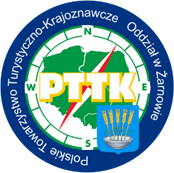 Polskie Towarzystwo Turystyczno-Krajoznawcze Oddział w Żarnowie
N
W E
PTTK
S